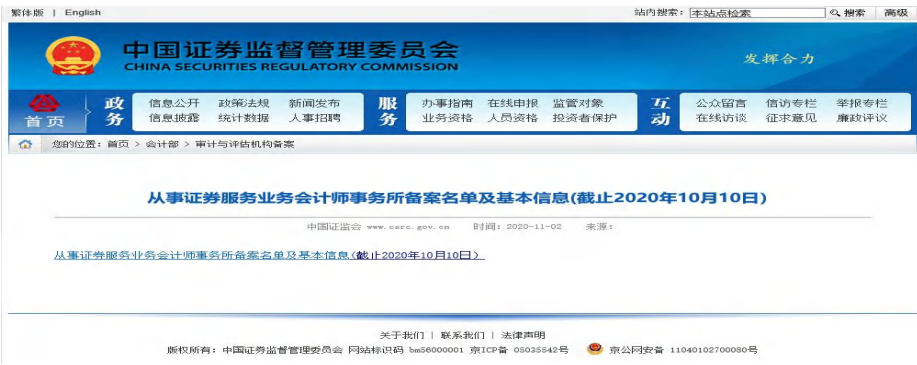 繁体版 | English 站内搜索: 本站点检索 搜索 高级
中国证券监督管理委员会
CHINA SECURITIES REGULATORY COMMISSION
发挥合力
首页
政务
信息公开 政策法规 新闻发布
信息披露 统计数据 人事招聘
服务
办事指南 在线申报 监管对象
业务资格 人员资格 投资者保护
互动
公众留言 信访专栏 举报专栏
在线访谈 征求意见 廉政评议
您的位置: 首页 > 会计部 > 审计与评估机构备案
从事证券服务业务会计师事务所备案名单及基本信息(截止2020年10月10日)
中国证监会 www.csrc.gov.cn 时间: 2020-11-02 来源:
从事证券服务业务会计师事务所备案名单及基本信息(截止2020年10月10日)
关于我们 | 联系我们 | 法律声明
版权所有: 中国证券监督管理委员会 网站标识码 bm56000001 京ICP备 05035542号 京公网安备 11040102700080号